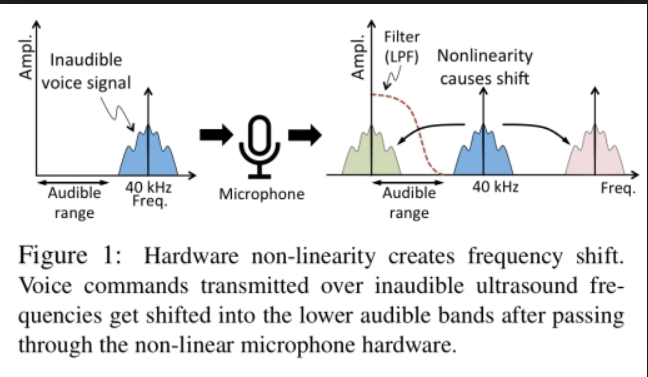 Ampl.
Inaudible
voice signal
Audible
range
40 kHz
Freq.
Microphone
Ampl.
Filter
(LPF)
Nonlinearity
causes shift
Audible
range
40 kHz
Freq.
Figure 1: Hardware non-linearity creates frequency shift.
Voice commands transmitted over inaudible ultrasound fre-
quencies get shifted into the lower audible bands after passing
through the non-linear microphone hardware.